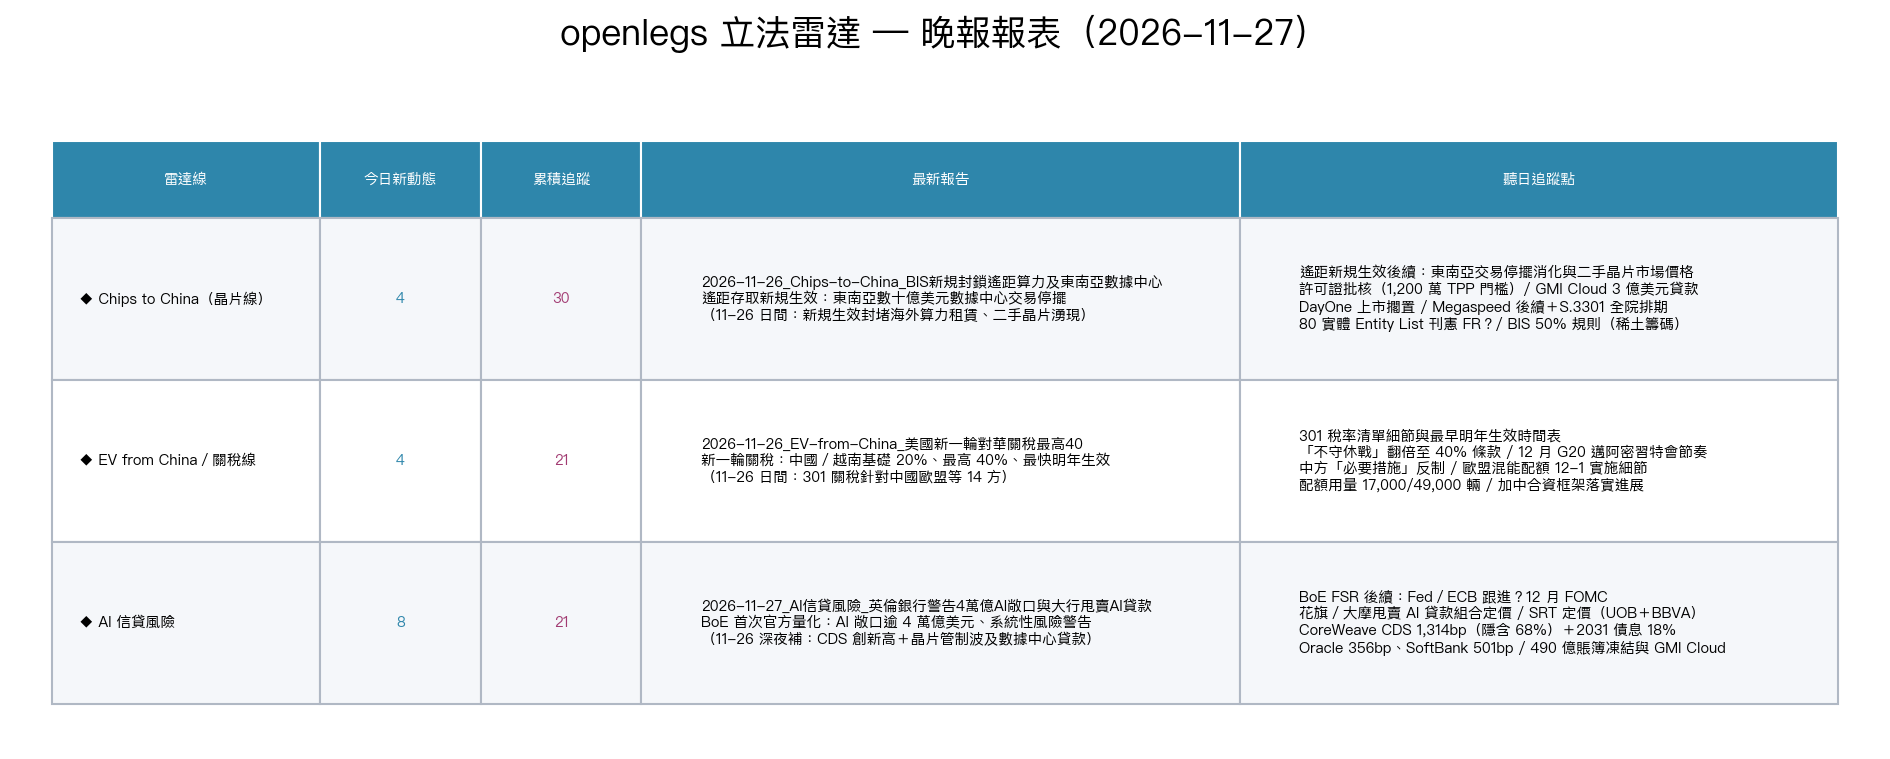 openlegs 立法雷達 — 晚報報表（2026-11-27）
雷達線
今日新動態
累積追蹤
最新報告
聽日追蹤點
◆ Chips to China（晶片線）
4
30
2026-11-26_Chips-to-China_BIS新規封鎖遙距算力及東南亞數據中心
遙距存取新規生效：東南亞數十億美元數據中心交易停擺
（11-26 日間：新規生效封堵海外算力租賃、二手晶片湧現）
遙距新規生效後續：東南亞交易停擺消化與二手晶片市場價格
許可證批核（1,200 萬 TPP 門檻）/ GMI Cloud 3 億美元貸款
DayOne 上市擱置 / Megaspeed 後續＋S.3301 全院排期
80 實體 Entity List 刊憲 FR？/ BIS 50% 規則（稀土籌碼）
◆ EV from China / 關稅線
4
21
2026-11-26_EV-from-China_美國新一輪對華關稅最高40
新一輪關稅：中國 / 越南基礎 20%、最高 40%、最快明年生效
（11-26 日間：301 關稅針對中國歐盟等 14 方）
301 稅率清單細節與最早明年生效時間表
「不守休戰」翻倍至 40% 條款 / 12 月 G20 邁阿密習特會節奏
中方「必要措施」反制 / 歐盟混能配額 12-1 實施細節
配額用量 17,000/49,000 輛 / 加中合資框架落實進展
◆ AI 信貸風險
8
21
2026-11-27_AI信貸風險_英倫銀行警告4萬億AI敞口與大行甩賣AI貸款
BoE 首次官方量化：AI 敞口逾 4 萬億美元、系統性風險警告
（11-26 深夜補：CDS 創新高＋晶片管制波及數據中心貸款）
BoE FSR 後續：Fed / ECB 跟進？12 月 FOMC
花旗 / 大摩甩賣 AI 貸款組合定價 / SRT 定價（UOB＋BBVA）
CoreWeave CDS 1,314bp（隱含 68%）＋2031 債息 18%
Oracle 356bp、SoftBank 501bp / 490 億賬簿凍結與 GMI Cloud